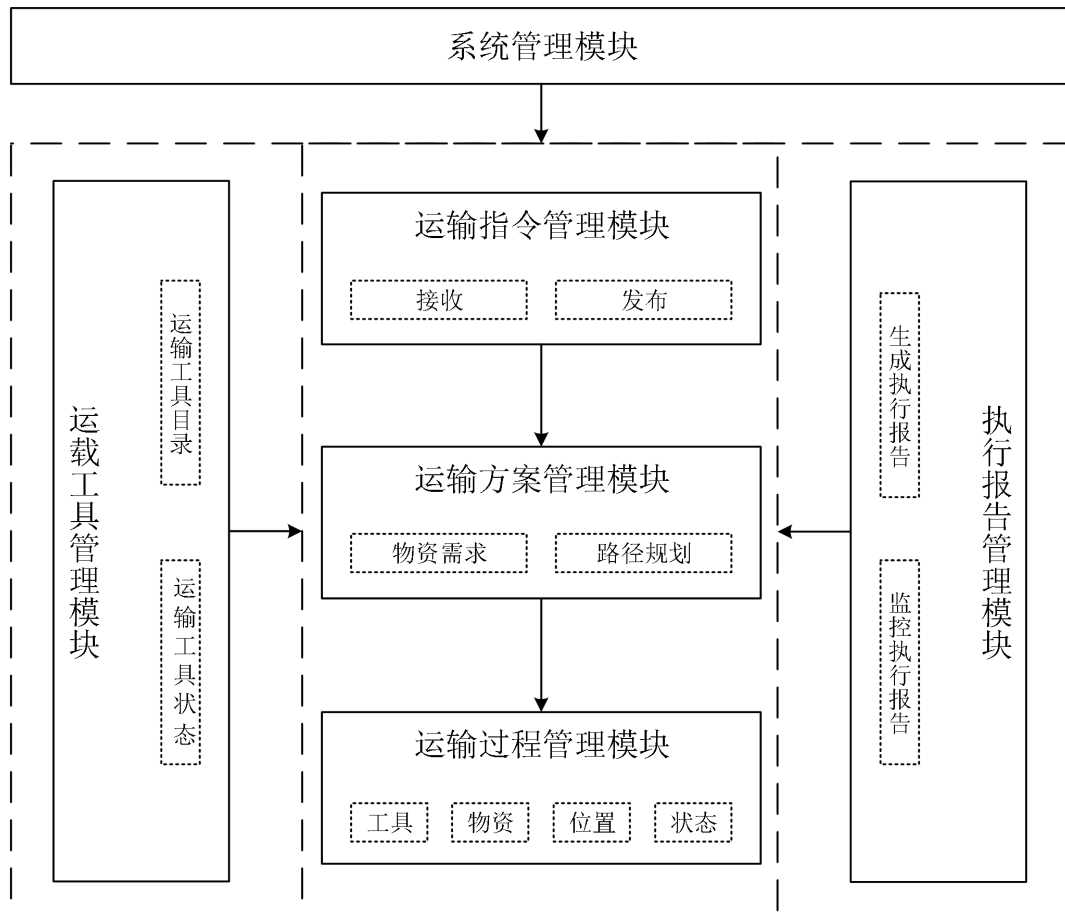 系统管理模块
运载工具管理模块
运输工具目录
运输工具状态
运输指令管理模块
接收
发布
运输方案管理模块
物资需求
路径规划
运输过程管理模块
工具
物资
位置
状态
生成执行报告
监控执行报告
执行报告管理模块